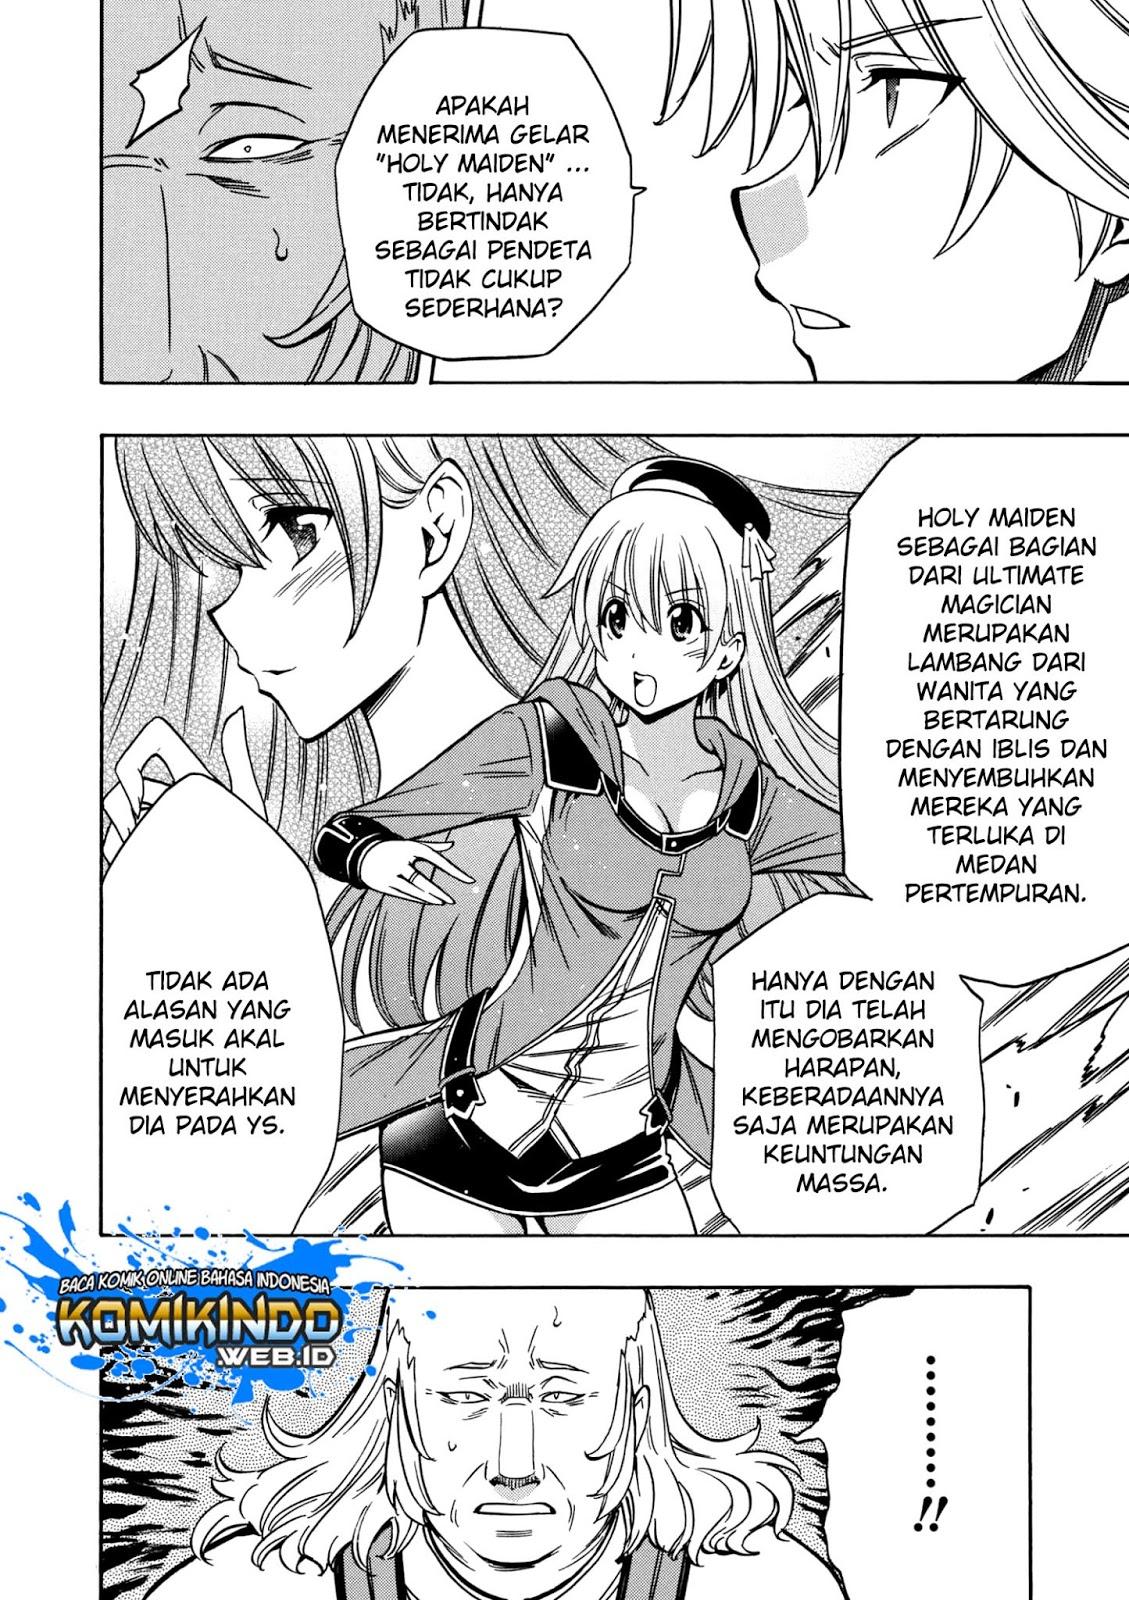 APAKAH
MENERIMA GELAR
"HOLY MAIDEN" ...
TIDAK, HANYA
BERTINDAK
SEBAGAI PENDETA
TIDAK CUKUP
SEDERHANA?
HOLY MAIDEN
SEBAGAI BAGIAN
DARI ULTIMATE
MAGICIAN
MERUPAKAN
LAMBANG DARI
WANITA YANG
BERTARUNG
DENGAN IBLIS DAN
MENYEMBUHKAN
MEREKA YANG
TERLUKA DI
MEDAN
PERTEMPURAN.
HANYA DENGAN
ITU DIA TELAH
MENGOBARKAN
HARAPAN,
KEBERADAANNYA
SAJA MERUPAKAN
KEUNTUNGAN
MASSA.
TIDAK ADA
ALASAN YANG
MASUK AKAL
UNTUK
MENYERAHKAN
DIA PADA YS.
BACA KOMIK ONLINE BAHASA INDONESIA
KOMIKINDO
.WEB.ID
........!!